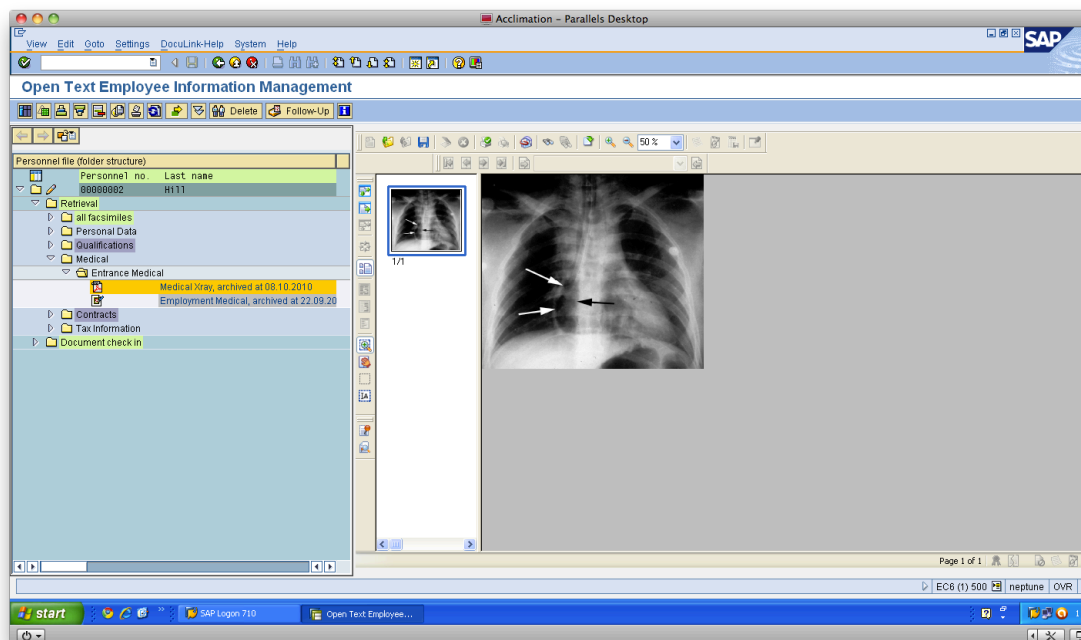 Acclimation - Parallels Desktop
View Edit Goto Settings DocuLink-Help System Help
SAP
Open Text Employee Information Management
Delete Follow-Up
50 %
Personnel file (folder structure)
Personnel no. Last name
00000002 Hill
Retrieval
all facsimiles
Personal Data
Qualifications
Medical
Entrance Medical
Medical Xray, archived at 08.10.2010
Employment Medical, archived at 22.09.20
Contracts
Tax Information
Document check in
1/1
Page 1 of 1
EC6 (1) 500 neptune OVR
start SAP Logon 710 Open Text Employee...